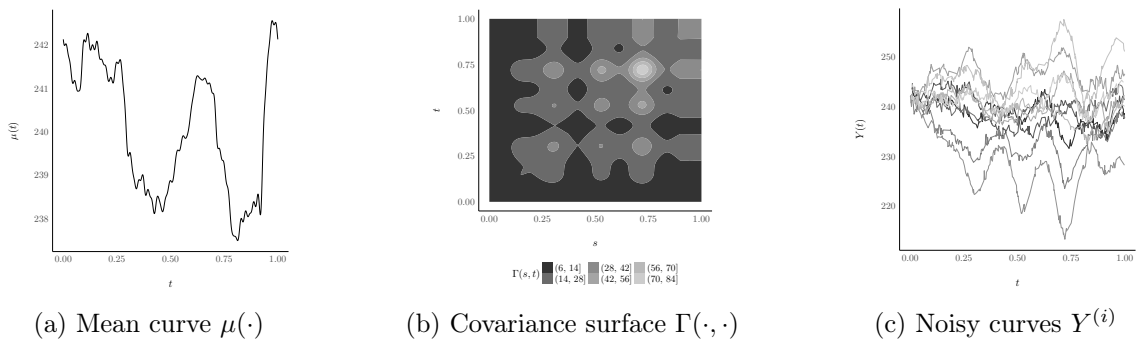 242
241
240
239
238
μ(t)
0.00 0.25 0.50 0.75 1.00
t
(a) Mean curve μ(·)
1.00
0.75
0.50
0.25
0.00
t
0.00 0.25 0.50 0.75 1.00
s
Γ(s, t) (6, 14] (28, 42] (56, 70]
(14, 28] (42, 56] (70, 84]
(b) Covariance surface Γ(·, ·)
250
240
230
220
Y(t)
0.00 0.25 0.50 0.75 1.00
t
(c) Noisy curves Y⁽ⁱ⁾